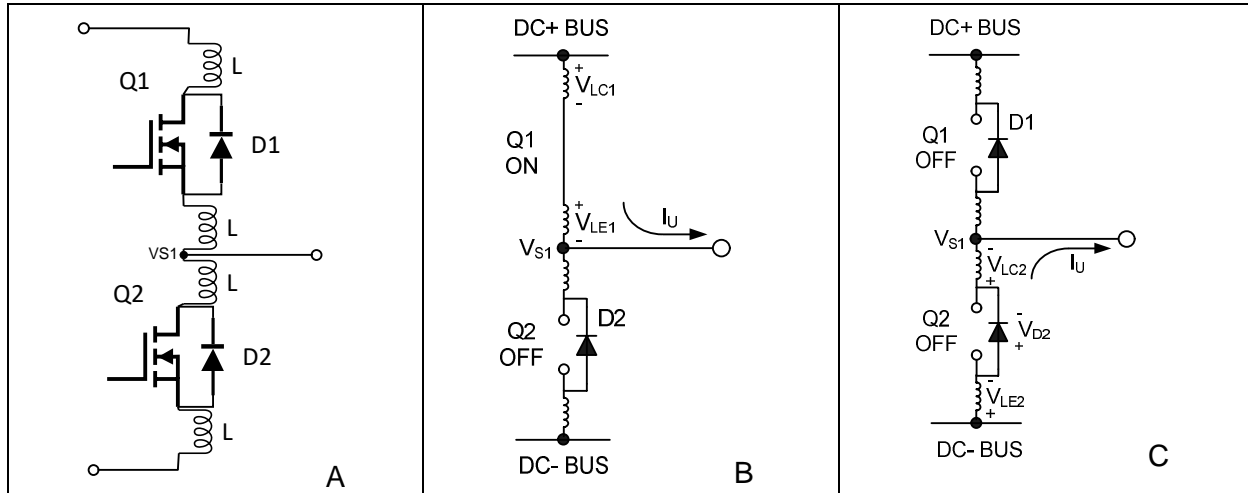 L
Q1
D1
L
VS1
L
Q2
D2
L
A
DC+ BUS
+
VLC1
-
Q1
ON
+
VLE1
-
IU
VS1
D2
Q2
OFF
DC- BUS
B
DC+ BUS
D1
Q1
OFF
VS1
-
VLC2
+
IU
Q2
OFF
-
VD2
+
-
VLE2
+
DC- BUS
C